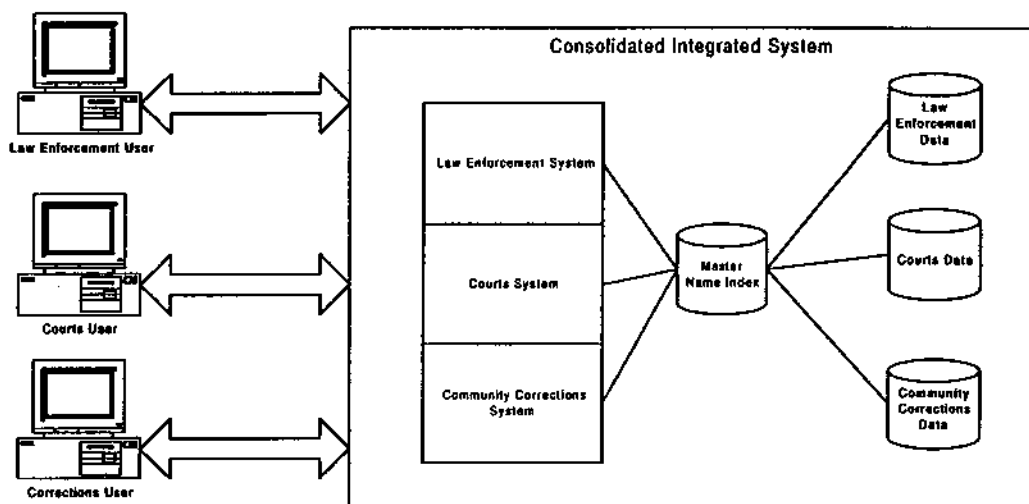 Consolidated Integrated System
Law Enforcement User
Courts User
Corrections User
Law Enforcement System
Courts System
Community Corrections
System
Master
Name Index
Law
Enforcement
Data
Courts Data
Community
Corrections
Data